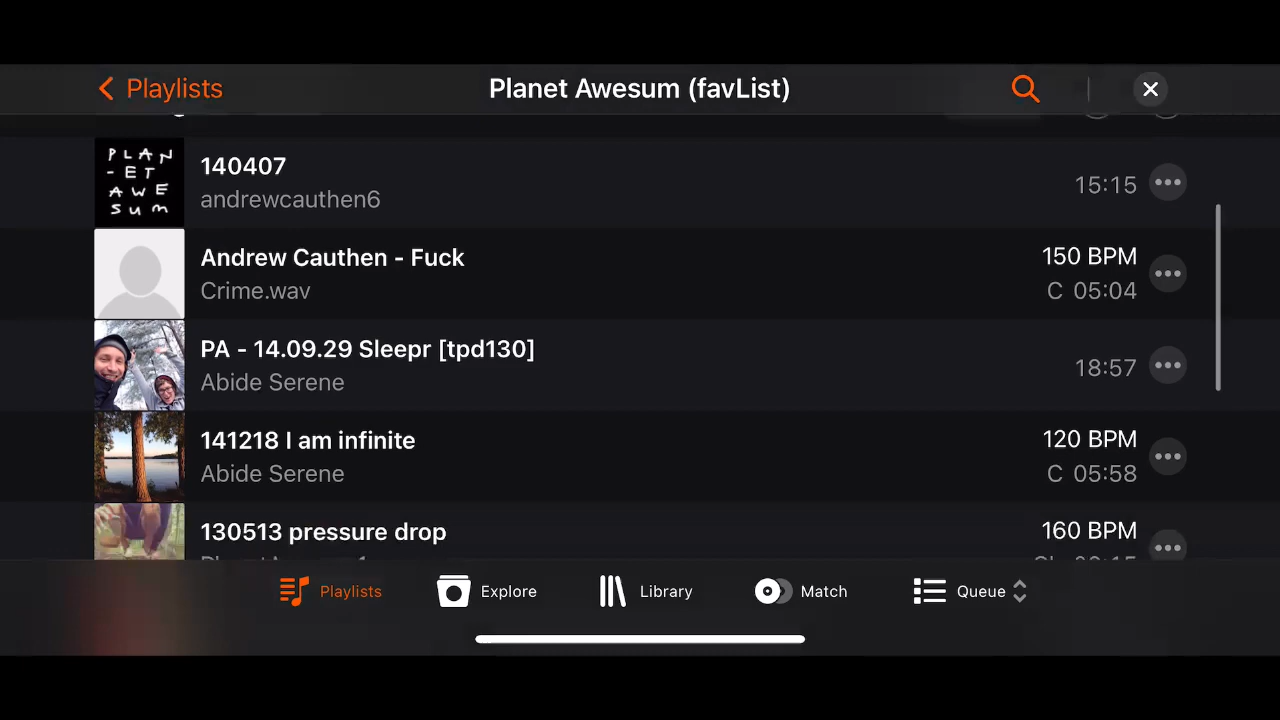 Playlists
Planet Awesum (favList)
PLAN
-ET
AWE
sum
140407
andrewcauthen6
15:15
Andrew Cauthen - Fuck
150 BPM
Crime.wav
C 05:04
PA - 14.09.29 Sleepr [tpd130]
Abide Serene
18:57
141218 I am infinite
120 BPM
Abide Serene
C 05:58
130513 pressure drop
160 BPM
Playlists
Explore
Library
Match
Queue